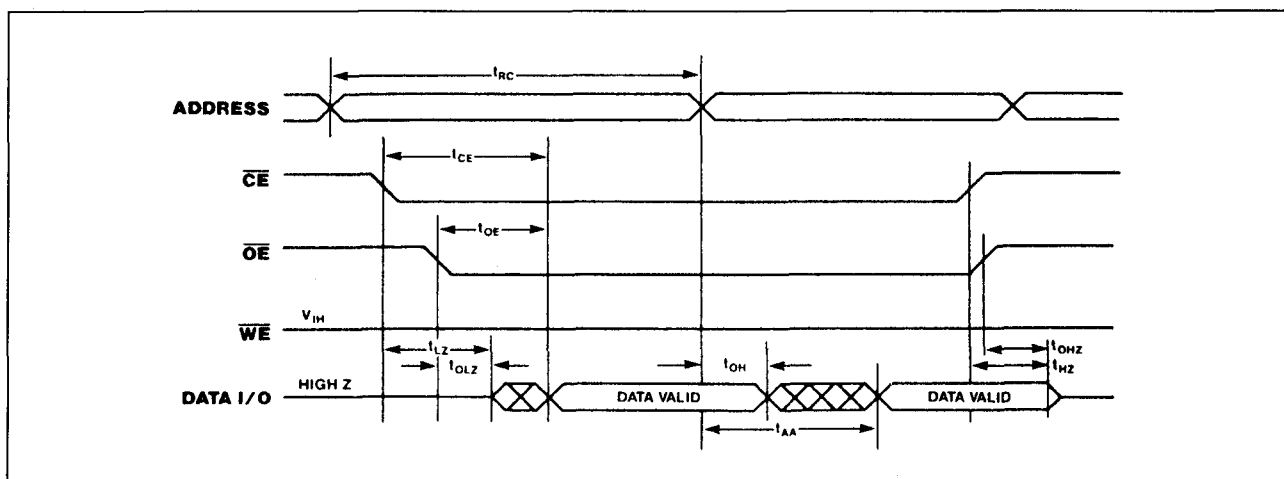 tRC
ADDRESS
tCE
CE
tOE
OE
VIH
WE
tLZ
tOHZ
tOLZ
tOH
tHZ
HIGH Z
DATA I/O
DATA VALID
DATA VALID
tAA